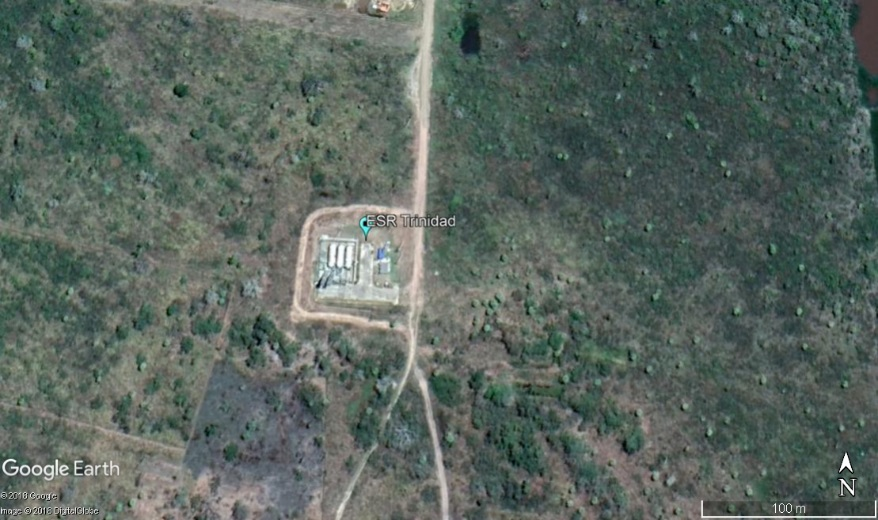 ESR Trinidad
Google Earth
© 2018 Google
Image © 2018 DigitalGlobe
N
100 m